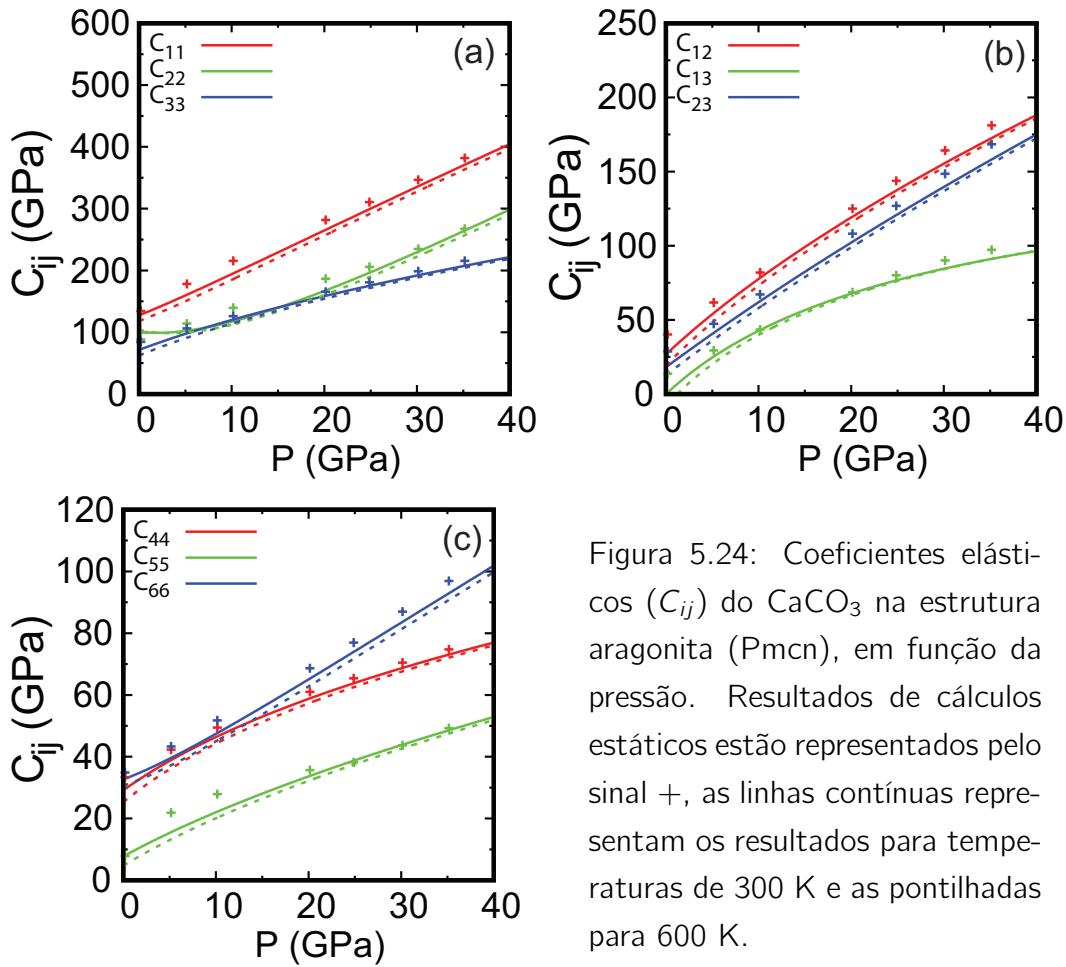 600
500
400
300
200
100
0
C11
C22
C33
(a)
Cij (GPa)
0 10 20 30 40
P (GPa)
250
200
150
100
50
0
C12
C13
C23
(b)
Cij (GPa)
0 10 20 30 40
P (GPa)
120
100
80
60
40
20
0
C44
C55
C66
(c)
Cij (GPa)
0 10 20 30 40
P (GPa)
Figura 5.24: Coeficientes elásti-
cos (Cij) do CaCO3 na estrutura
aragonita (Pmcn), em função da
pressão. Resultados de cálculos
estáticos estão representados pelo
sinal +, as linhas contínuas repre-
sentam os resultados para tempe-
raturas de 300 K e as pontilhadas
para 600 K.